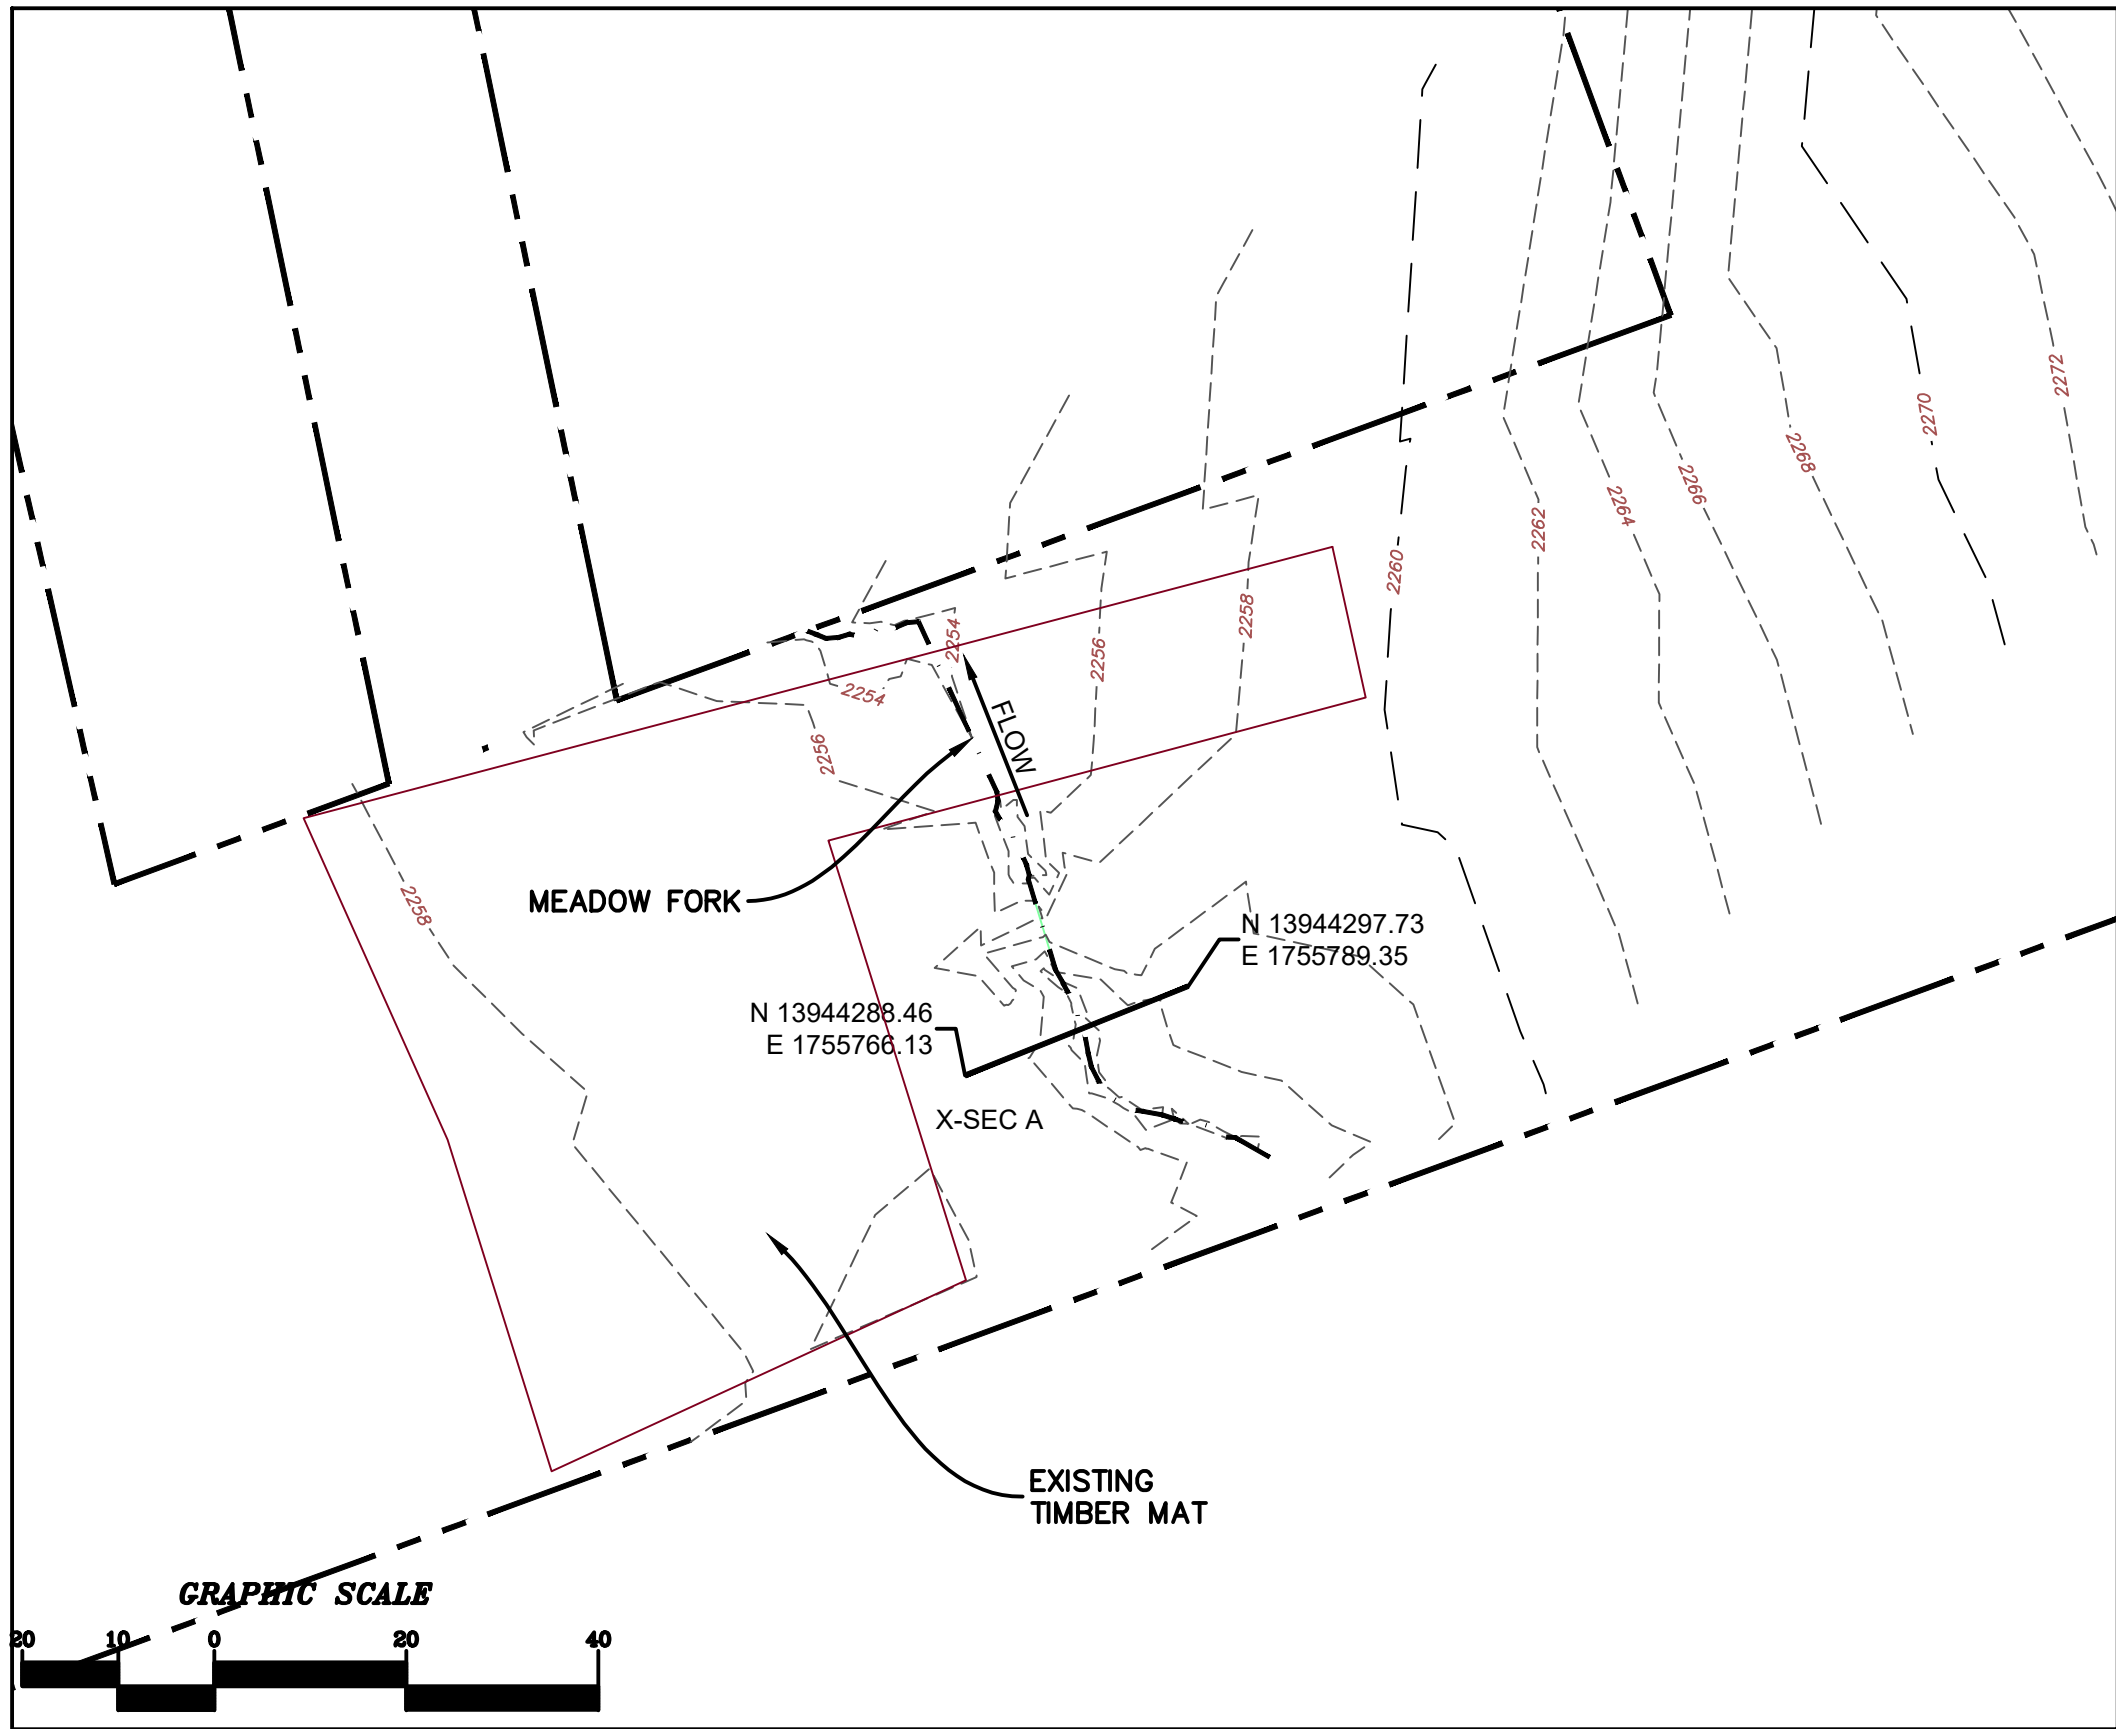 2272
2270
2268
2266
2264
2262
2260
2258
2256
2254
2254
2256
FLOW
2258
MEADOW FORK
N 13944297.73
E 1755789.35
N 13944288.46
E 1755766.13
X-SEC A
EXISTING
TIMBER MAT
GRAPHIC SCALE
20 10 0 20 40